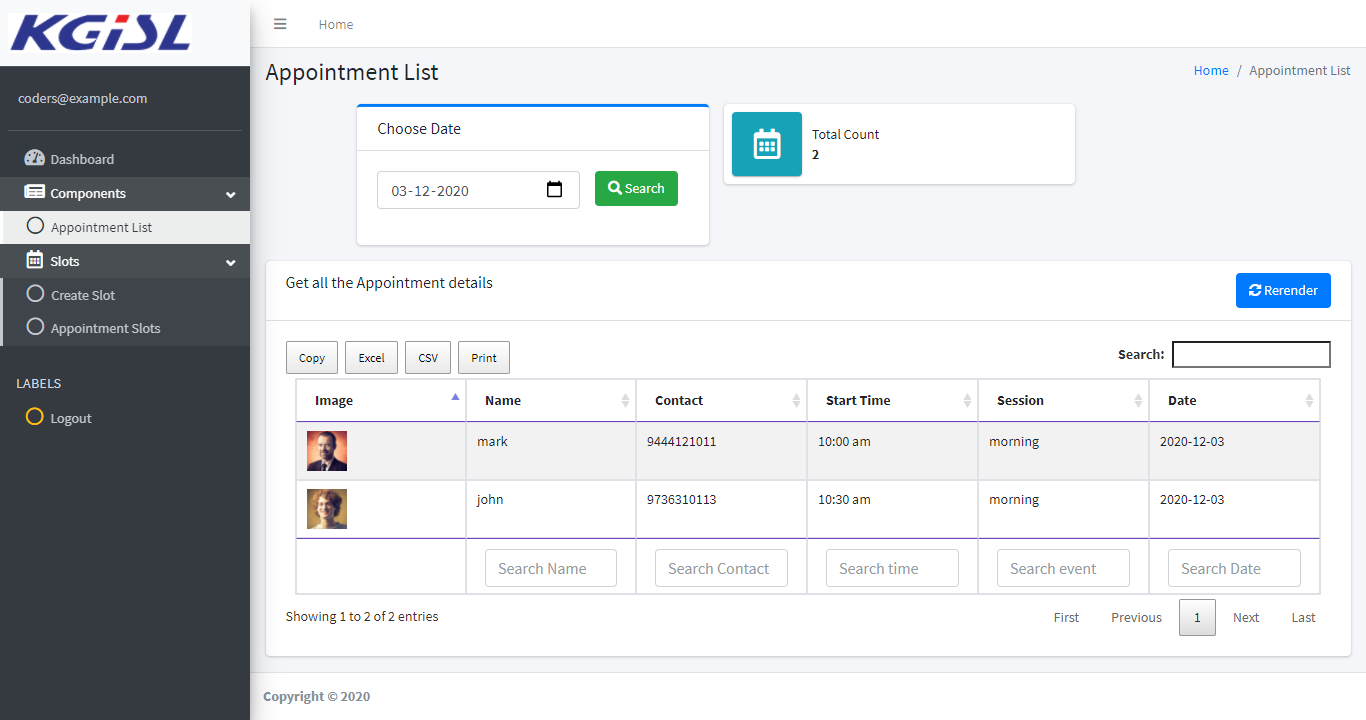 KGiSL
Home
coders@example.com
Dashboard
Components
Appointment List
Slots
Create Slot
Appointment Slots
LABELS
Logout
Appointment List
Home / Appointment List
Choose Date
03-12-2020
Search
Total Count
2
Get all the Appointment details
Rerender
Copy Excel CSV Print
Search:
Image Name Contact Start Time Session Date
mark 9444121011 10:00 am morning 2020-12-03
john 9736310113 10:30 am morning 2020-12-03
Search Name Search Contact Search time Search event Search Date
Showing 1 to 2 of 2 entries
First Previous 1 Next Last
Copyright © 2020